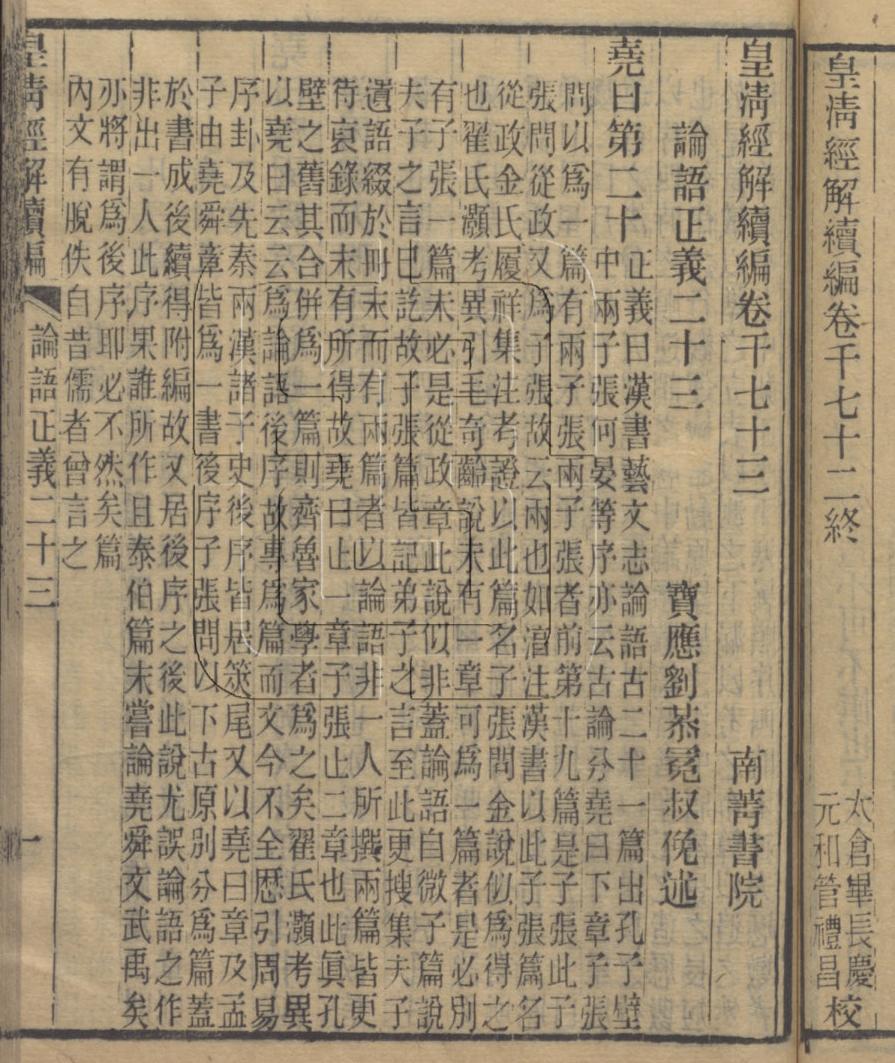 皇清經解續編卷千七十二終
太倉畢長慶
元和管禮昌
校
皇清經解續編卷千七十三
南菁書院
論語正義二十三
寶應劉恭冕叔俛述
堯曰第二十
正義曰漢書藝文志論語古二十一篇出孔子壁
中兩子張何晏等序亦云古論分堯曰下章子張
問以爲一篇有兩子張兩子張者前第十九篇是子張此子
張問從政又爲子張故云兩也如淳注漢書以此子張篇名
從政金氏履祥集注考證以此篇名子張問金說似爲得之
也翟氏灝考異引毛奇齡說未有一章可爲一篇者是必別
有子張一篇未必是從政章此說似非蓋論語自微子篇說
夫子之言已訖故子張篇皆記弟子之言至此更搜集夫子
遺語綴於冊末而有兩篇者以論語非一人所撰兩篇皆更
待裒錄而末有所得故堯曰止一章子張止二章也此眞孔
壁之舊其合併爲一篇則齊魯家學者爲之矣翟氏灝考異
以堯曰云云爲論語後序故專爲篇而文今不全歷引周易
序卦及先秦兩漢諸子史後序皆居筴尾又以堯曰章及孟
子由堯舜章皆爲一書後序子張問以下古原別分爲篇蓋
於書成後續得附編故又居後序之後此說尤誤論語之作
非出一人此序果誰所作且泰伯篇末嘗論堯舜文武禹矣
亦將謂爲後序耶必不然矣篇
內文有脫佚自昔儒者曾言之
皇清經解續編
論語正義二十三
一